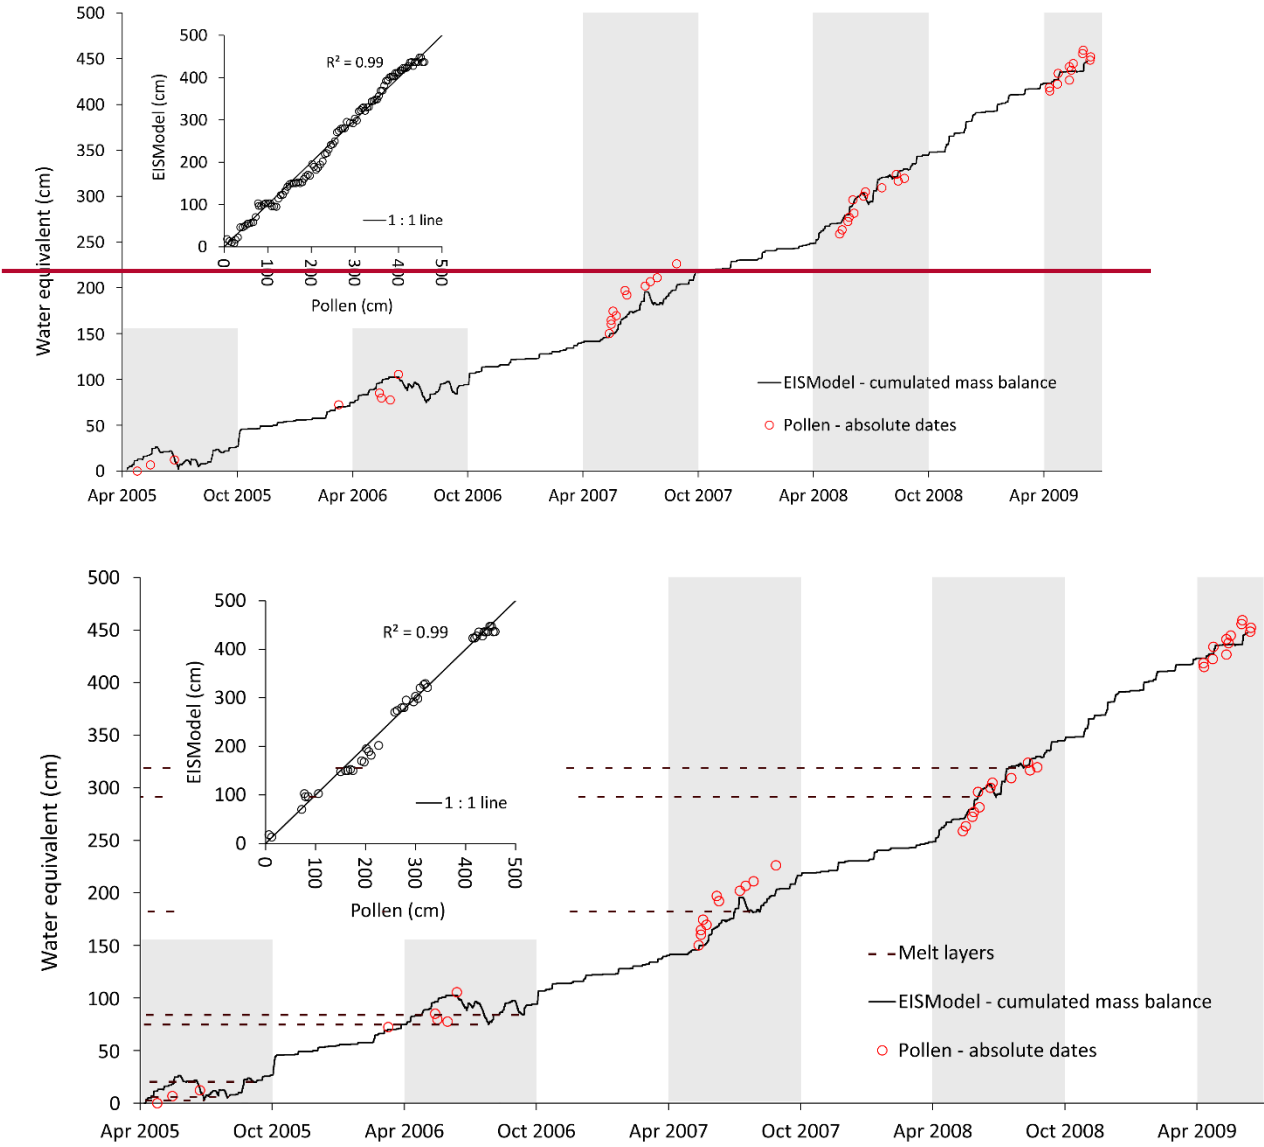 500
450
400
350
300
250
200
150
100
50
0
Water equivalent (cm)
Apr 2005 Oct 2005 Apr 2006 Oct 2006 Apr 2007 Oct 2007 Apr 2008 Oct 2008 Apr 2009
500
400
300
200
100
0
EISModel (cm)
R² = 0.99
1 : 1 line
0 100 200 300 400 500
Pollen (cm)
EISModel - cumulated mass balance
Pollen - absolute dates
500
450
400
350
300
250
200
150
100
50
0
Water equivalent (cm)
Apr 2005 Oct 2005 Apr 2006 Oct 2006 Apr 2007 Oct 2007 Apr 2008 Oct 2008 Apr 2009
500
400
300
200
100
0
EISModel (cm)
R² = 0.99
1 : 1 line
0 100 200 300 400 500
Pollen (cm)
Melt layers
EISModel - cumulated mass balance
Pollen - absolute dates